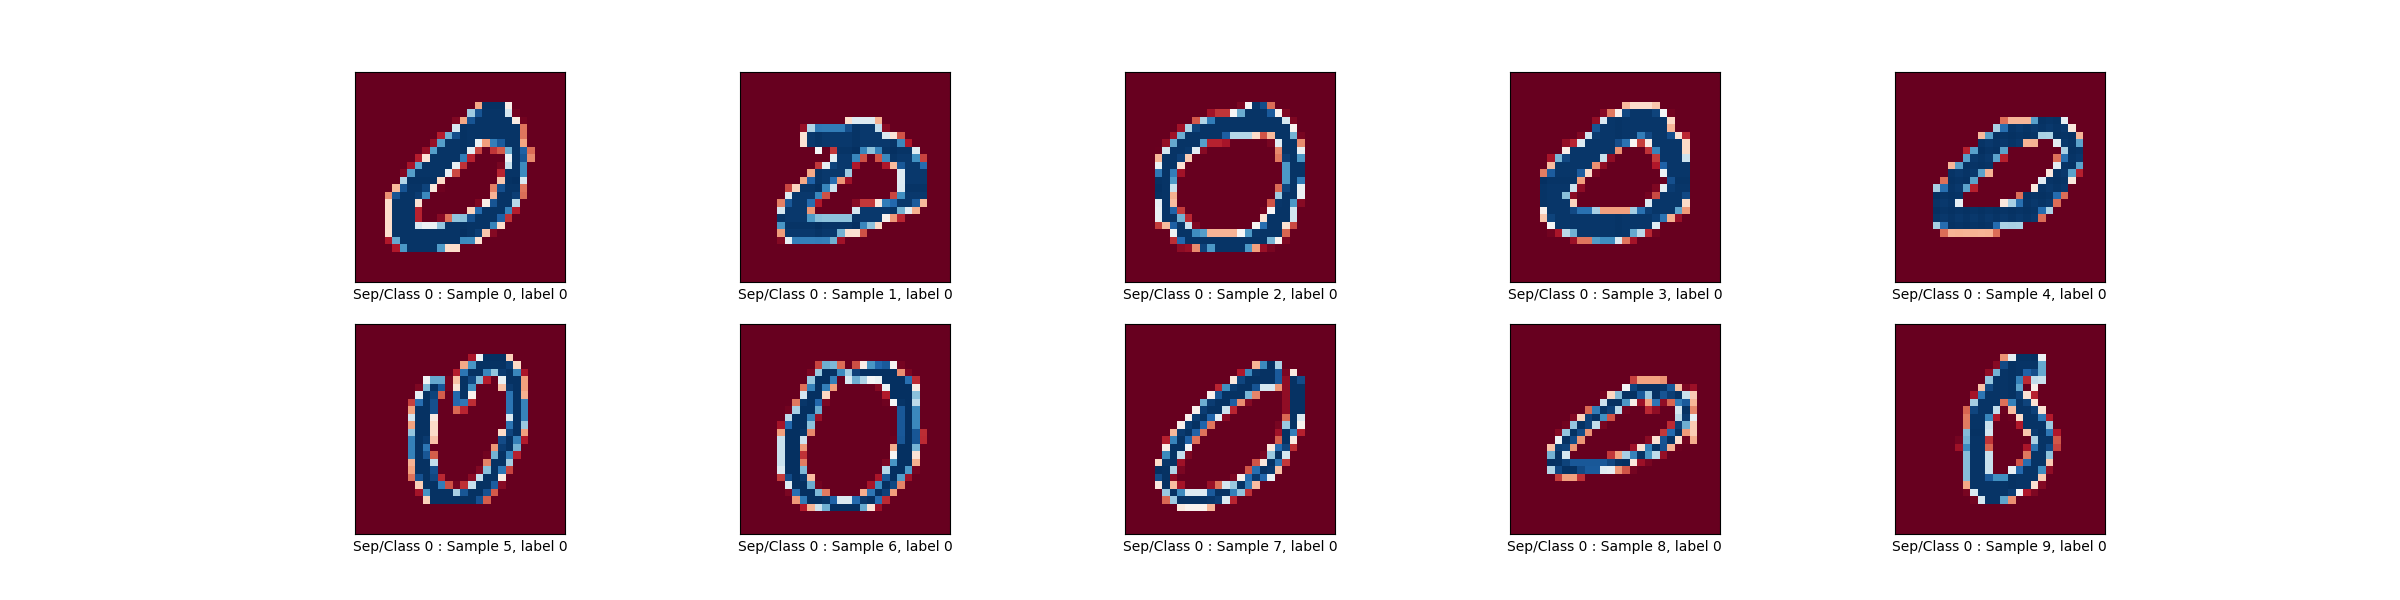 Sep/Class 0 : Sample 0, label 0
Sep/Class 0 : Sample 1, label 0
Sep/Class 0 : Sample 2, label 0
Sep/Class 0 : Sample 3, label 0
Sep/Class 0 : Sample 4, label 0
Sep/Class 0 : Sample 5, label 0
Sep/Class 0 : Sample 6, label 0
Sep/Class 0 : Sample 7, label 0
Sep/Class 0 : Sample 8, label 0
Sep/Class 0 : Sample 9, label 0